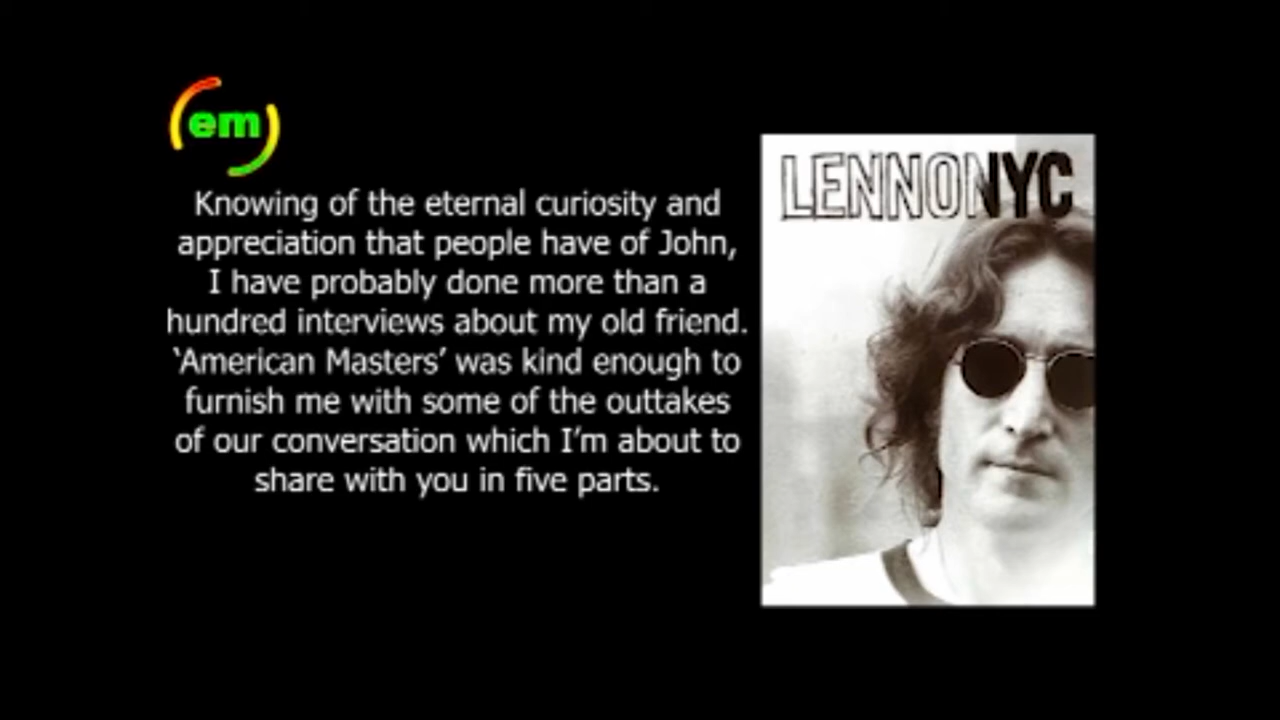 em
Knowing of the eternal curiosity and
appreciation that people have of John,
I have probably done more than a
hundred interviews about my old friend.
‘American Masters’ was kind enough to
furnish me with some of the outtakes
of our conversation which I’m about to
share with you in five parts.
LENNONYC